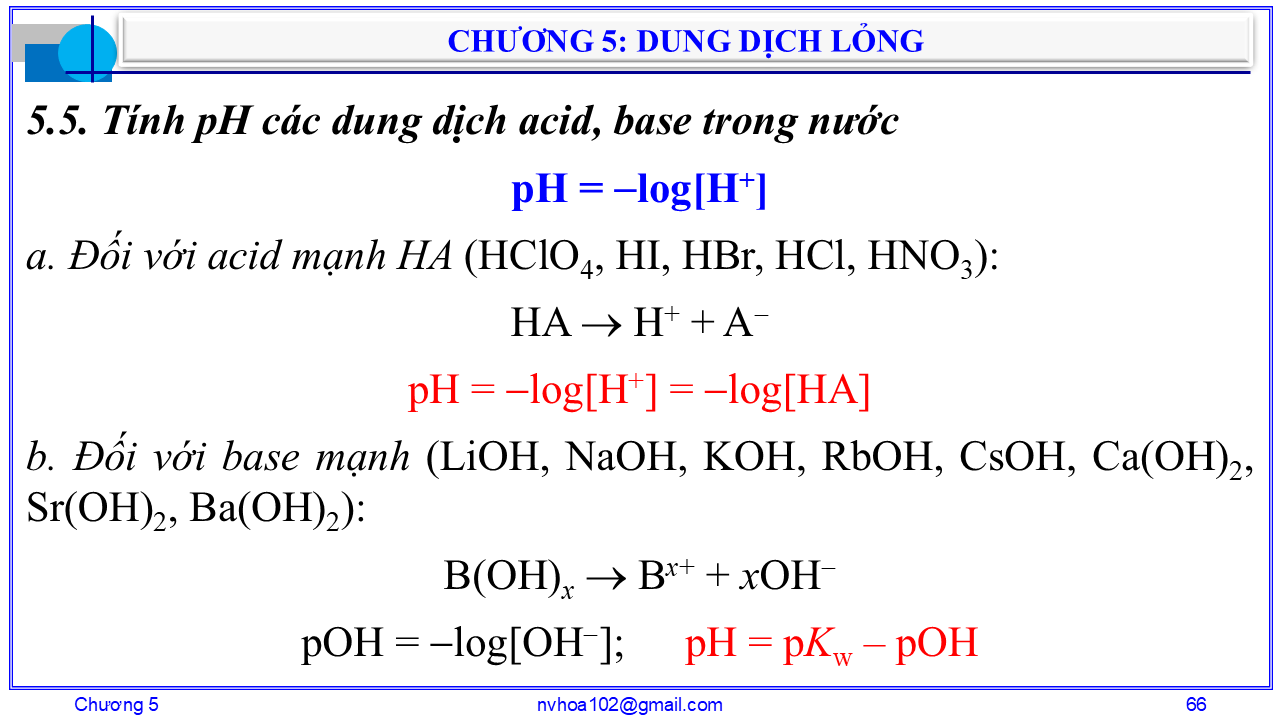 CHƯƠNG 5: DUNG DỊCH LỎNG
5.5. Tính pH các dung dịch acid, base trong nước
pH = –log[H⁺]
a. Đối với acid mạnh HA (HClO₄, HI, HBr, HCl, HNO₃):
HA → H⁺ + A⁻
pH = –log[H⁺] = –log[HA]
b. Đối với base mạnh (LiOH, NaOH, KOH, RbOH, CsOH, Ca(OH)₂,
Sr(OH)₂, Ba(OH)₂):
B(OH)ₓ → Bˣ⁺ + xOH⁻
pOH = –log[OH⁻]; pH = pK_w – pOH
Chương 5 nvhoa102@gmail.com 66